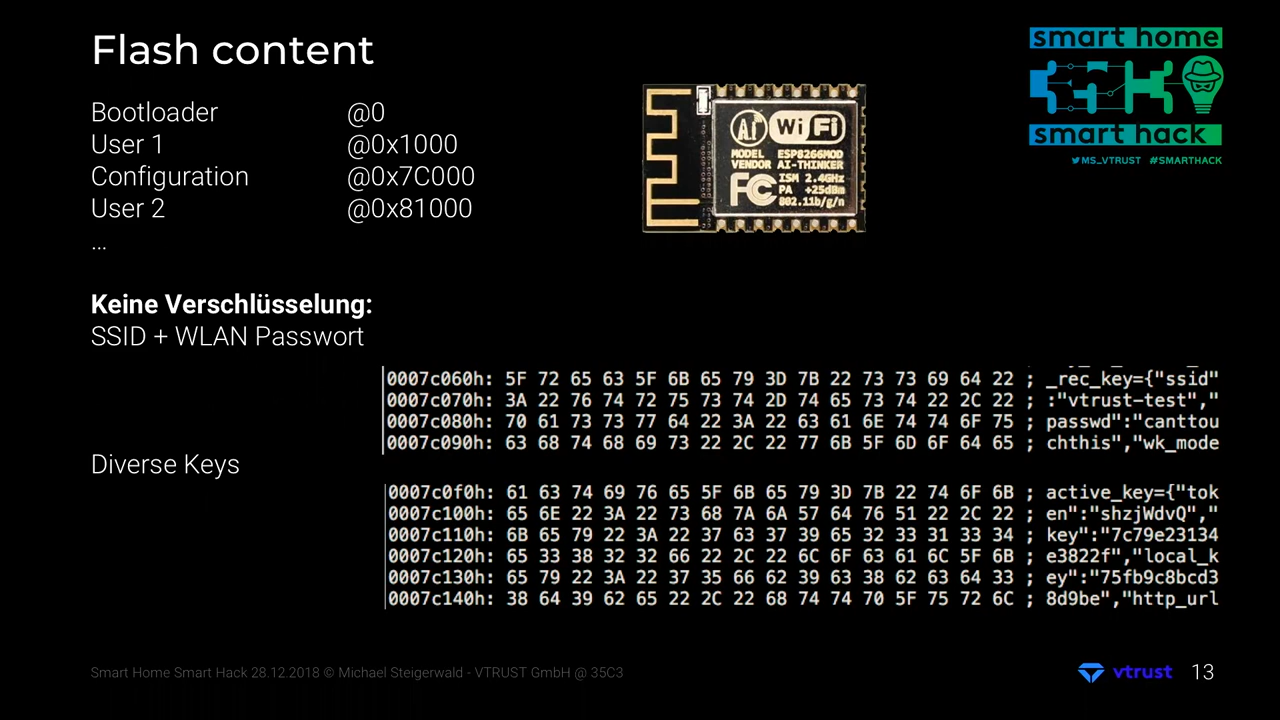 Flash content
Bootloader @0
User 1 @0x1000
Configuration @0x7C000
User 2 @0x81000
...
Keine Verschlüsselung:
SSID + WLAN Passwort
0007c060h: 5F 72 65 63 5F 6B 65 79 3D 7B 22 73 73 69 64 22 ; _rec_key={"ssid"
0007c070h: 3A 22 76 74 72 75 73 74 2D 74 65 73 74 22 2C 22 ; :"vtrust-test","
0007c080h: 70 61 73 73 77 64 22 3A 22 63 61 6E 74 74 6F 75 ; passwd":"canttou
0007c090h: 63 68 74 68 69 73 22 2C 22 77 6B 5F 6D 6F 64 65 ; chthis","wk_mode
Diverse Keys
0007c0f0h: 61 63 74 69 76 65 5F 6B 65 79 3D 7B 22 74 6F 6B ; active_key={"tok
0007c100h: 65 6E 22 3A 22 73 68 7A 6A 57 64 76 51 22 2C 22 ; en":"shzjWdvQ","
0007c110h: 6B 65 79 22 3A 22 37 63 37 39 65 32 33 31 33 34 ; key":"7c79e23134
0007c120h: 65 33 38 32 32 66 22 2C 22 6C 6F 63 61 6C 5F 6B ; e3822f","local_k
0007c130h: 65 79 22 3A 22 37 35 66 62 39 63 38 62 63 64 33 ; ey":"75fb9c8bcd3
0007c140h: 38 64 39 62 65 22 2C 22 68 74 74 70 5F 75 72 6C ; 8d9be","http_url
Ai WiFi
MODEL ESP8266MOD
VENDOR AI-THINKER
FC ISM 2.4GHz
PA +25dBm
802.11b/g/n
smart home
smart hack
MS_VTRUST #SMARTHACK
Smart Home Smart Hack 28.12.2018 © Michael Steigerwald - VTRUST GmbH @ 35C3
vtrust 13